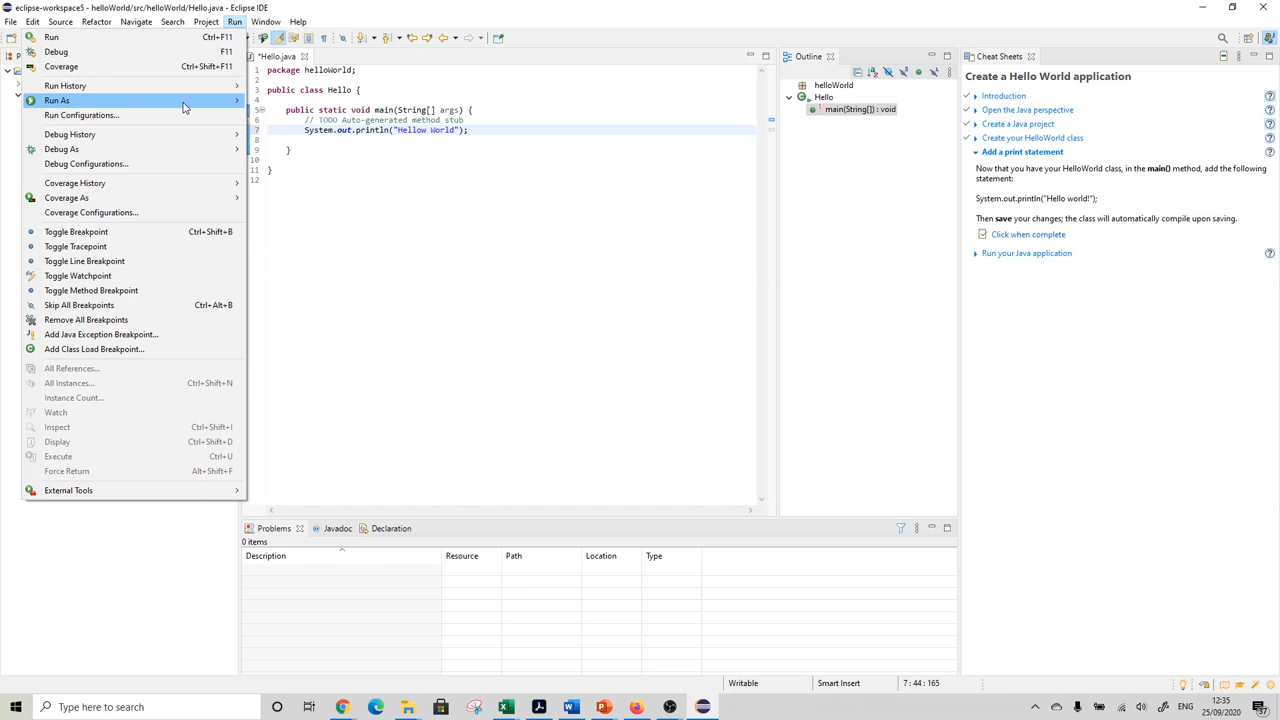 eclipse-workspace5 - helloWorld/src/helloWorld/Hello.java - Eclipse IDE
File Edit Source Refactor Navigate Search Project Run Window Help
Run Ctrl+F11
Debug F11
Coverage Ctrl+Shift+F11
Run History
Run As
Run Configurations...
Debug History
Debug As
Debug Configurations...
Coverage History
Coverage As
Coverage Configurations...
Toggle Breakpoint Ctrl+Shift+B
Toggle Tracepoint
Toggle Line Breakpoint
Toggle Watchpoint
Toggle Method Breakpoint
Skip All Breakpoints Ctrl+Alt+B
Remove All Breakpoints
Add Java Exception Breakpoint...
Add Class Load Breakpoint...
All References...
All Instances... Ctrl+Shift+N
Instance Count...
Watch
Inspect Ctrl+Shift+I
Display Ctrl+Shift+D
Execute Ctrl+U
Force Return Alt+Shift+F
External Tools
*Hello.java
1 package helloWorld;
2
3 public class Hello {
4
5 public static void main(String[] args) {
6 // TODO Auto-generated method stub
7 System.out.println("Hellow World");
8
9 }
10
11 }
12
Outline
helloWorld
Hello
main(String[]) : void
Cheat Sheets
Create a Hello World application
Introduction
Open the Java perspective
Create a Java project
Create your HelloWorld class
Add a print statement
Now that you have your HelloWorld class, in the main() method, add the following
statement:
System.out.println("Hello world!");
Then save your changes; the class will automatically compile upon saving.
Click when complete
Run your Java application
Problems Javadoc Declaration
0 items
Description Resource Path Location Type
Writable Smart Insert 7 : 44 : 165
Type here to search
ENG
12:35
25/09/2020
37